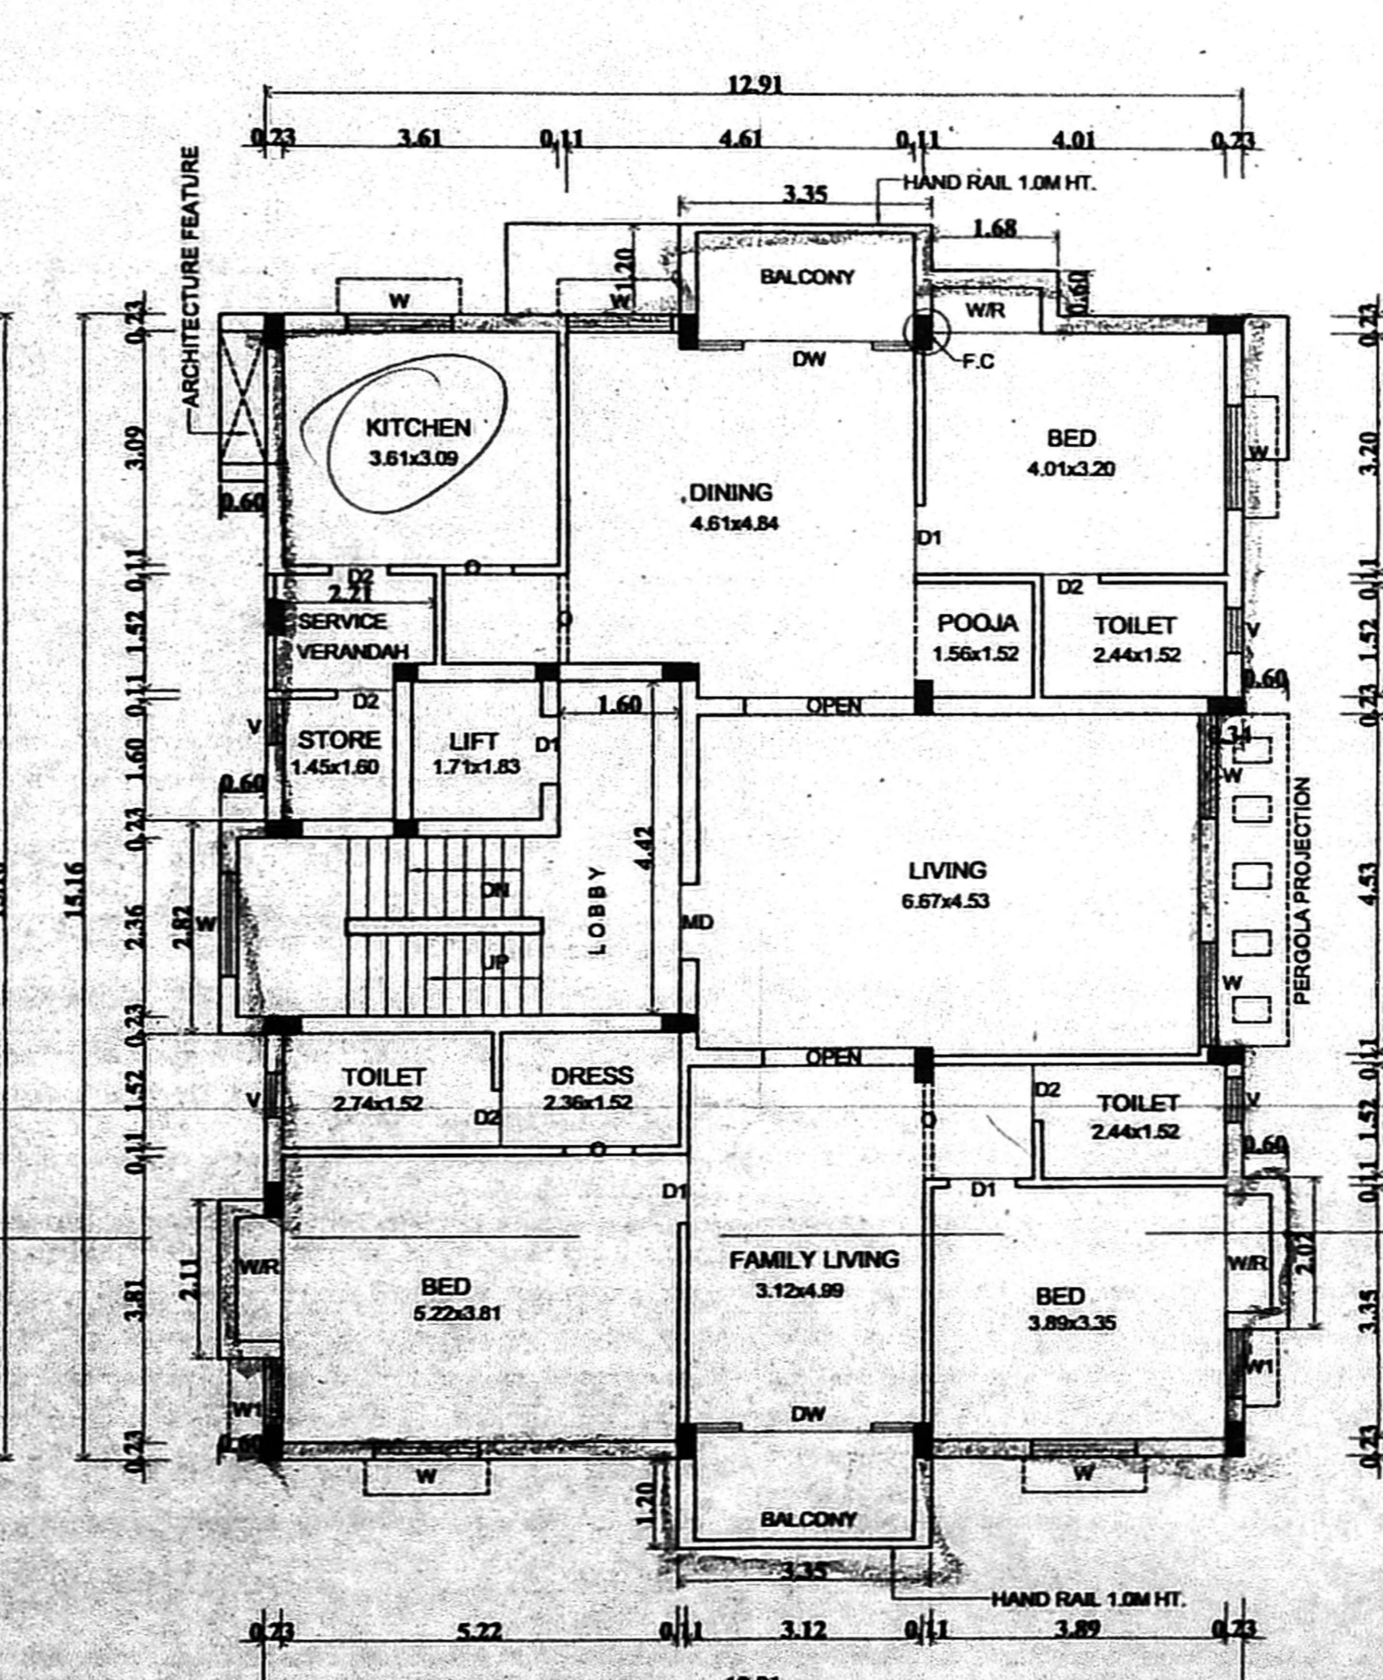 12.91
0.23 3.61 0.11 4.61 0.11 4.01 0.23
ARCHITECTURE FEATURE
HAND RAIL 1.0M HT.
3.35
1.68
1.20
BALCONY
0.60
W
W
W/R
0.23
0.23
DW
F.C
KITCHEN
3.61x3.09
BED
4.01x3.20
3.09
3.20
W
DINING
4.61x4.84
0.60
D1
0.11
D2
O
D2
0.11
2.21
SERVICE
VERANDAH
O
POOJA
1.56x1.52
TOILET
2.44x1.52
V
1.52
1.52
0.60
0.11
D2
1.60
OPEN
0.23
V
STORE
1.45x1.60
LIFT
1.71x1.83
D1
0.34
W
1.60
0.60
PERGOLA PROJECTION
0.23
4.42
LIVING
6.67x4.53
4.53
15.16
DN
LOBBY
2.36
2.82
W
MD
UP
W
0.23
OPEN
0.11
TOILET
2.74x1.52
DRESS
2.36x1.52
D2
V
1.52
D2
O
TOILET
2.44x1.52
V
1.52
0.60
0.11
O
D1
D1
0.11
W/R
2.11
BED
5.22x3.81
FAMILY LIVING
3.12x4.99
BED
3.89x3.35
W/R
2.02
3.81
3.35
W1
W1
DW
0.23
0.60
0.23
W
W
1.20
BALCONY
3.35
HAND RAIL 1.0M HT.
0.23 5.22 0.11 3.12 0.11 3.89 0.23